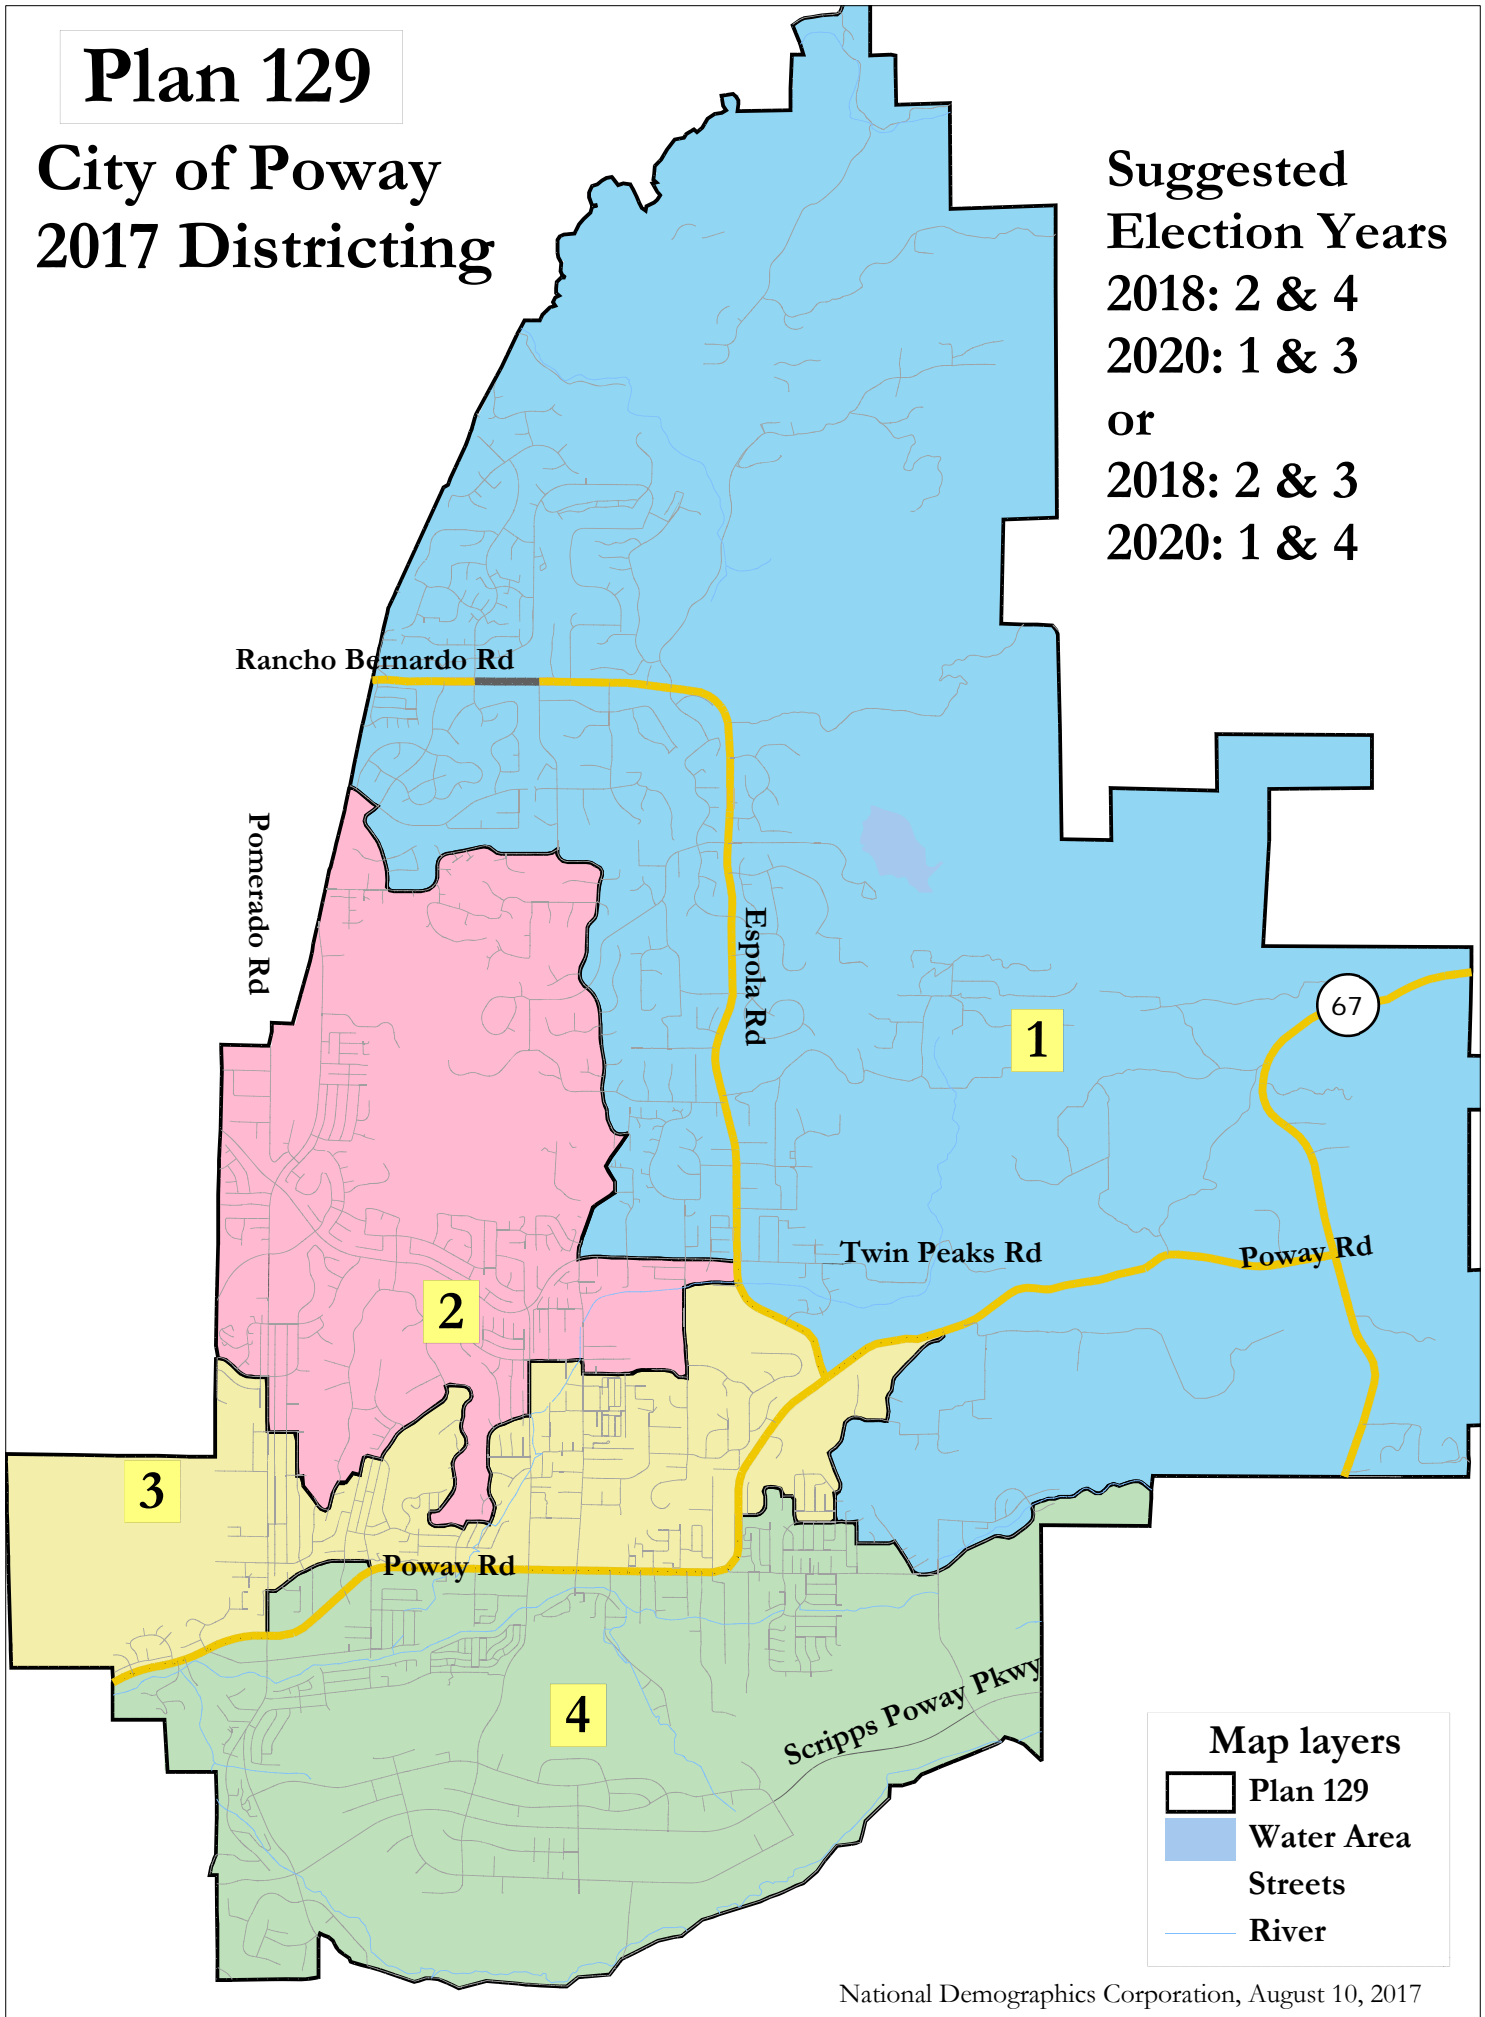 Plan 129
City of Poway
2017 Districting
Suggested
Election Years
2018: 2 & 4
2020: 1 & 3
or
2018: 2 & 3
2020: 1 & 4
Rancho Bernardo Rd
Pomerado Rd
Espola Rd
67
1
Twin Peaks Rd
Poway Rd
2
3
Poway Rd
4
Scripps Poway Pkwy
Map layers
Plan 129
Water Area
Streets
River
National Demographics Corporation, August 10, 2017